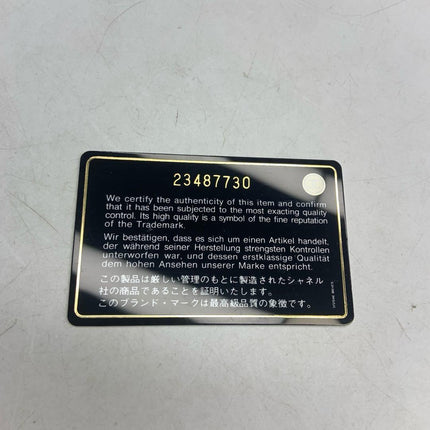 23487730
We certify the authenticity of this item and confirm
that it has been subjected to the most exacting quality
control. Its high quality is a symbol of the fine reputation
of the Trademark.
Wir bestätigen, dass es sich um einen Artikel handelt,
der während seiner Herstellung strengsten Kontrollen
unterworfen war, und dessen erstklassige Qualität
dem hohen Ansehen unserer Marke entspricht.
この製品は厳しい管理のもとに製造されたシャネル
社の商品であることを証明いたします。
このブランド・マークは最高級品質の象徴です。